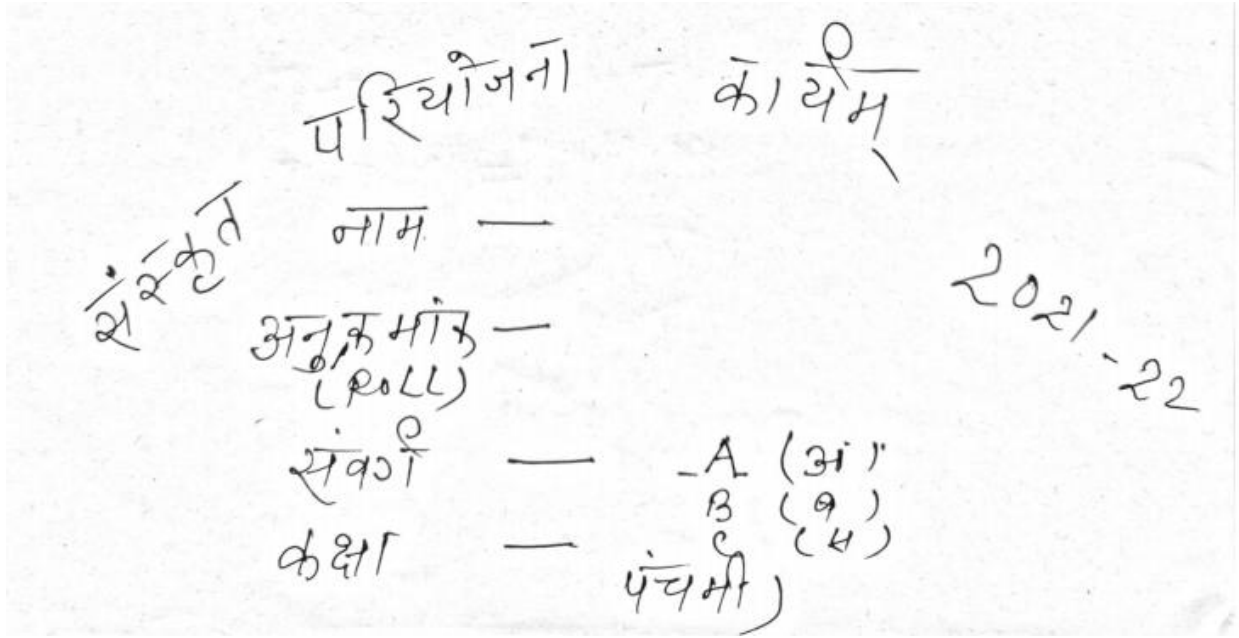 परियोजना कार्यम्
संस्कृत
नाम —
2021-22
अनुक्रमांक —
(ROLL)
संवर्ग — A (अ)
B (ब)
C (स)
कक्षा — पंचमी)